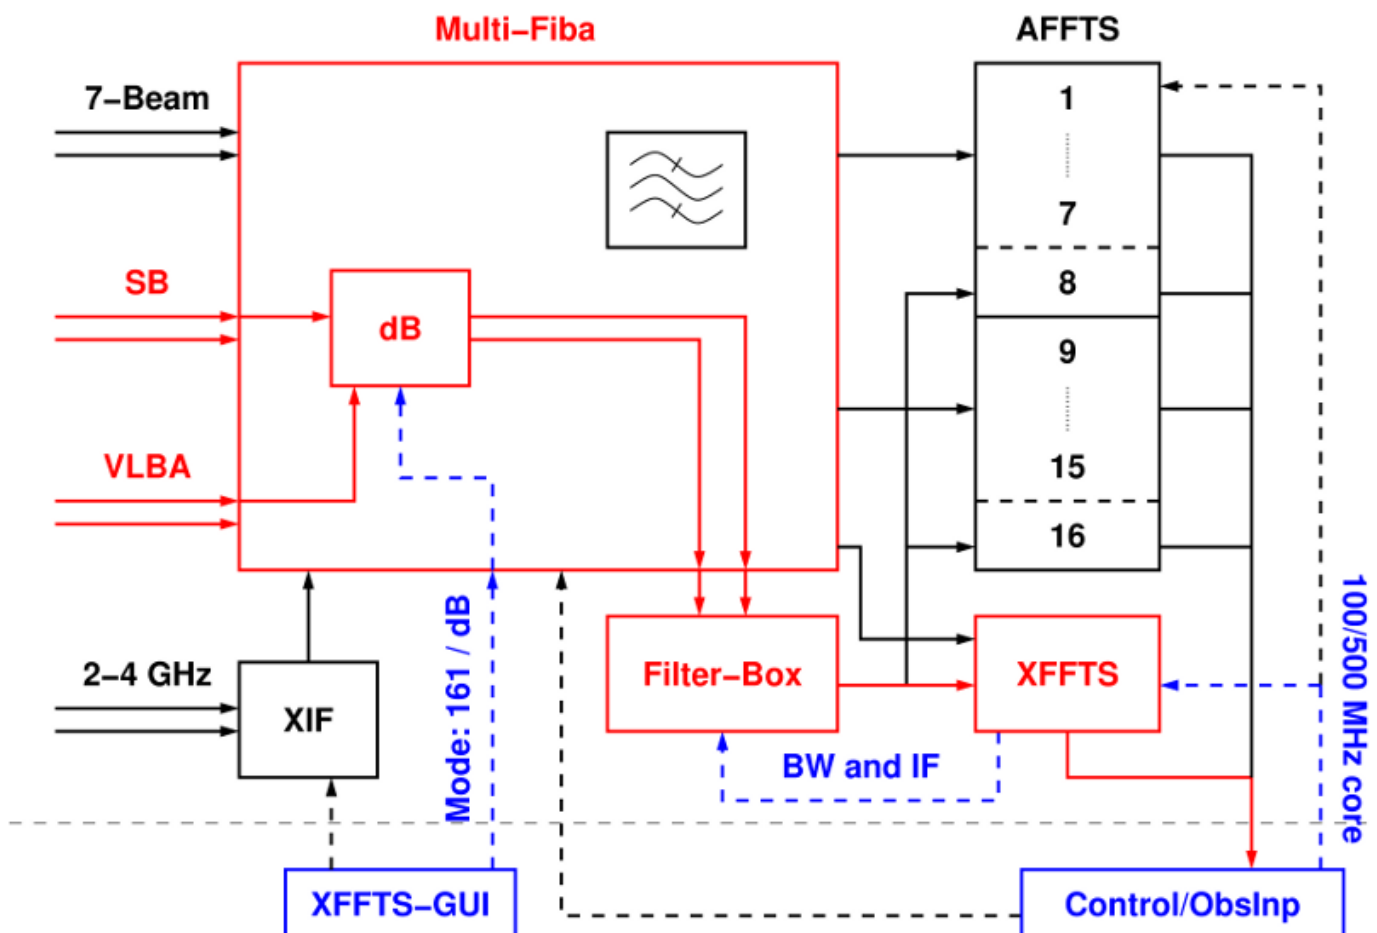 Multi–Fiba
AFFTS
7–Beam
1
7
SB
8
dB
9
VLBA
15
16
Mode: 161 / dB
100/500 MHz core
2–4 GHz
XIF
Filter–Box
XFFTS
BW and IF
XFFTS–GUI
Control/ObsInp